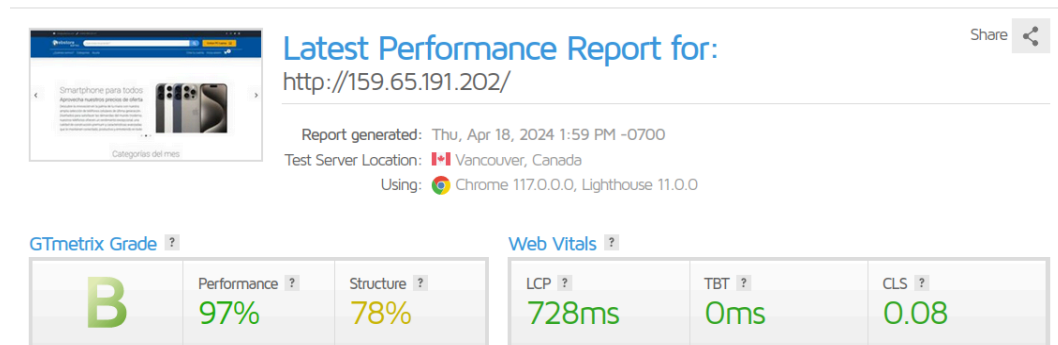 Latest Performance Report for:
Share
http://159.65.191.202/
Smartphone para todos
Aprovecha nuestros precios de oferta
Categorías del mes
Report generated: Thu, Apr 18, 2024 1:59 PM -0700
Test Server Location: Vancouver, Canada
Using: Chrome 117.0.0.0, Lighthouse 11.0.0
GTmetrix Grade ?
Web Vitals ?
B
Performance ?
97%
Structure ?
78%
LCP ?
728ms
TBT ?
0ms
CLS ?
0.08